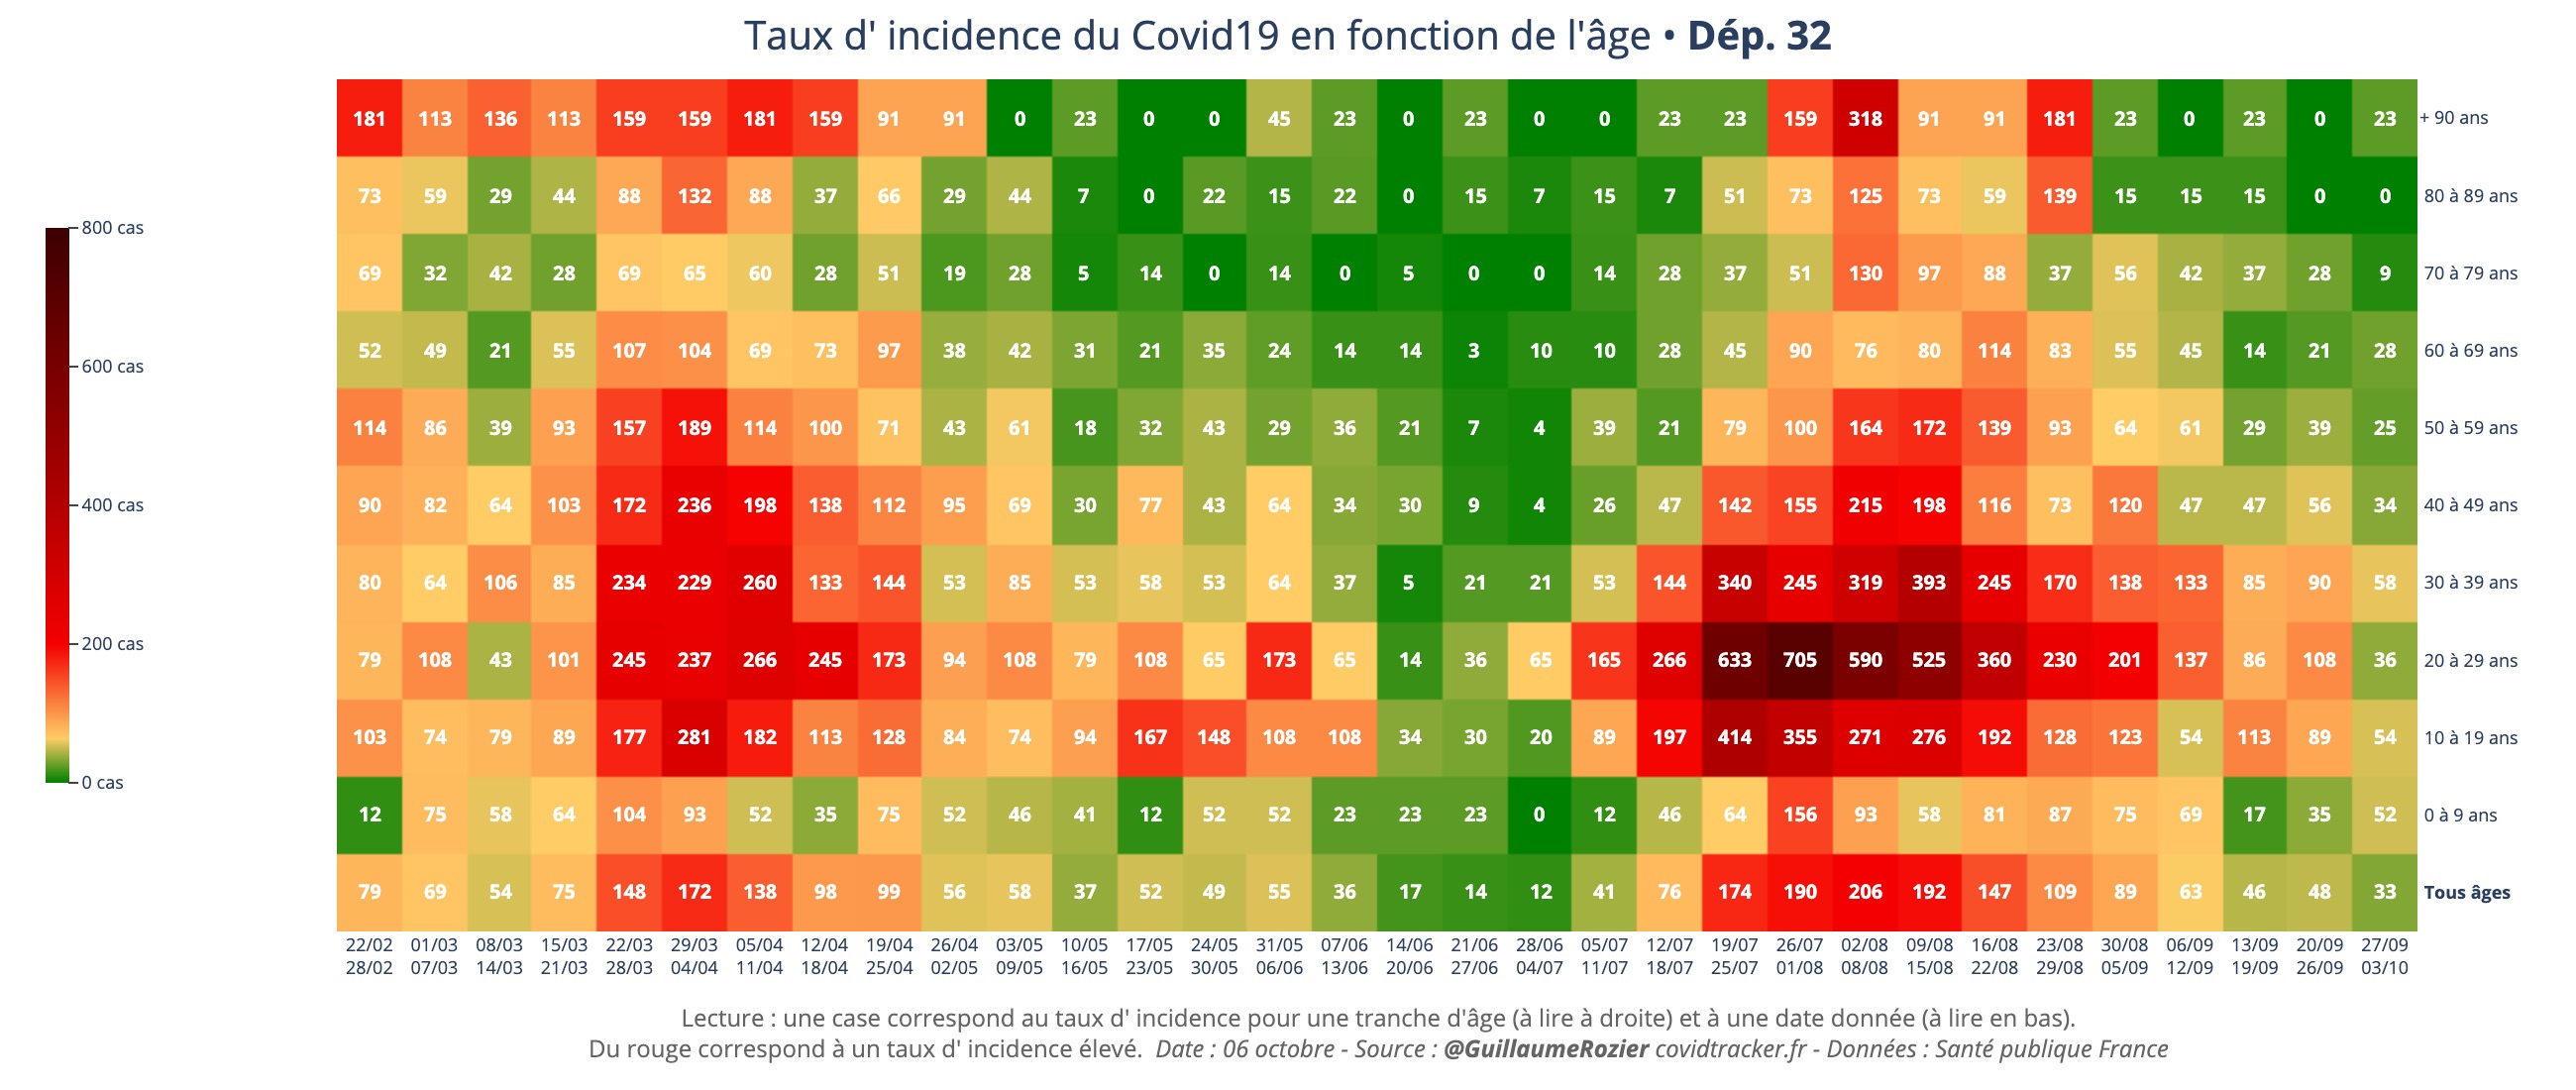 Taux d' incidence du Covid19 en fonction de l'âge • Dép. 32
800 cas
600 cas
400 cas
200 cas
0 cas
181 113 136 113 159 159 181 159 91 91 0 23 0 0 45 23 0 23 0 0 23 23 159 318 91 91 181 23 0 23 0 23 + 90 ans
73 59 29 44 88 132 88 37 66 29 44 7 0 22 15 22 0 15 7 15 7 51 73 125 73 59 139 15 15 15 0 0 80 à 89 ans
69 32 42 28 69 65 60 28 51 19 28 5 14 0 14 0 5 0 0 14 28 37 51 130 97 88 37 56 42 37 28 9 70 à 79 ans
52 49 21 55 107 104 69 73 97 38 42 31 21 35 24 14 14 3 10 10 28 45 90 76 80 114 83 55 45 14 21 28 60 à 69 ans
114 86 39 93 157 189 114 100 71 43 61 18 32 43 29 36 21 7 4 39 21 79 100 164 172 139 93 64 61 29 39 25 50 à 59 ans
90 82 64 103 172 236 198 138 112 95 69 30 77 43 64 34 30 9 4 26 47 142 155 215 198 116 73 120 47 47 56 34 40 à 49 ans
80 64 106 85 234 229 260 133 144 53 85 53 58 53 64 37 5 21 21 53 144 340 245 319 393 245 170 138 133 85 90 58 30 à 39 ans
79 108 43 101 245 237 266 245 173 94 108 79 108 65 173 65 14 36 65 165 266 633 705 590 525 360 230 201 137 86 108 36 20 à 29 ans
103 74 79 89 177 281 182 113 128 84 74 94 167 148 108 108 34 30 20 89 197 414 355 271 276 192 128 123 54 113 89 54 10 à 19 ans
12 75 58 64 104 93 52 35 75 52 46 41 12 52 52 23 23 23 0 12 46 64 156 93 58 81 87 75 69 17 35 52 0 à 9 ans
79 69 54 75 148 172 138 98 99 56 58 37 52 49 55 36 17 14 12 41 76 174 190 206 192 147 109 89 63 46 48 33 Tous âges
22/02 01/03 08/03 15/03 22/03 29/03 05/04 12/04 19/04 26/04 03/05 10/05 17/05 24/05 31/05 07/06 14/06 21/06 28/06 05/07 12/07 19/07 26/07 02/08 09/08 16/08 23/08 30/08 06/09 13/09 20/09 27/09
28/02 07/03 14/03 21/03 28/03 04/04 11/04 18/04 25/04 02/05 09/05 16/05 23/05 30/05 06/06 13/06 20/06 27/06 04/07 11/07 18/07 25/07 01/08 08/08 15/08 22/08 29/08 05/09 12/09 19/09 26/09 03/10
Lecture : une case correspond au taux d' incidence pour une tranche d'âge (à lire à droite) et à une date donnée (à lire en bas).
Du rouge correspond à un taux d' incidence élevé. Date : 06 octobre - Source : @GuillaumeRozier covidtracker.fr - Données : Santé publique France